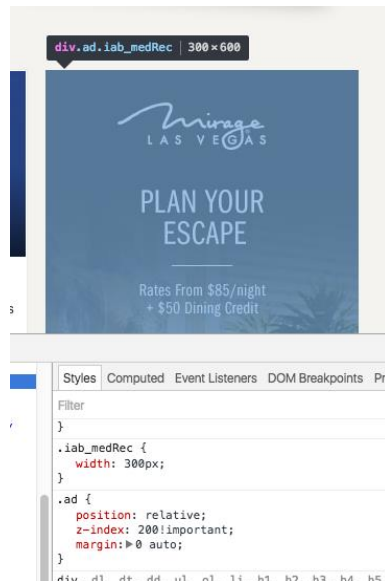 div.ad.iab_medRec | 300×600
Mirage
LAS VEGAS
PLAN YOUR
ESCAPE
Rates From $85/night
+ $50 Dining Credit
s
Styles Computed Event Listeners DOM Breakpoints Pr
Filter
}
.iab_medRec {
width: 300px;
}
.ad {
position: relative;
z-index: 200!important;
margin:▶0 auto;
}
div, dl, dt, dd, ul, ol, li, h1, h2, h3, h4, h5